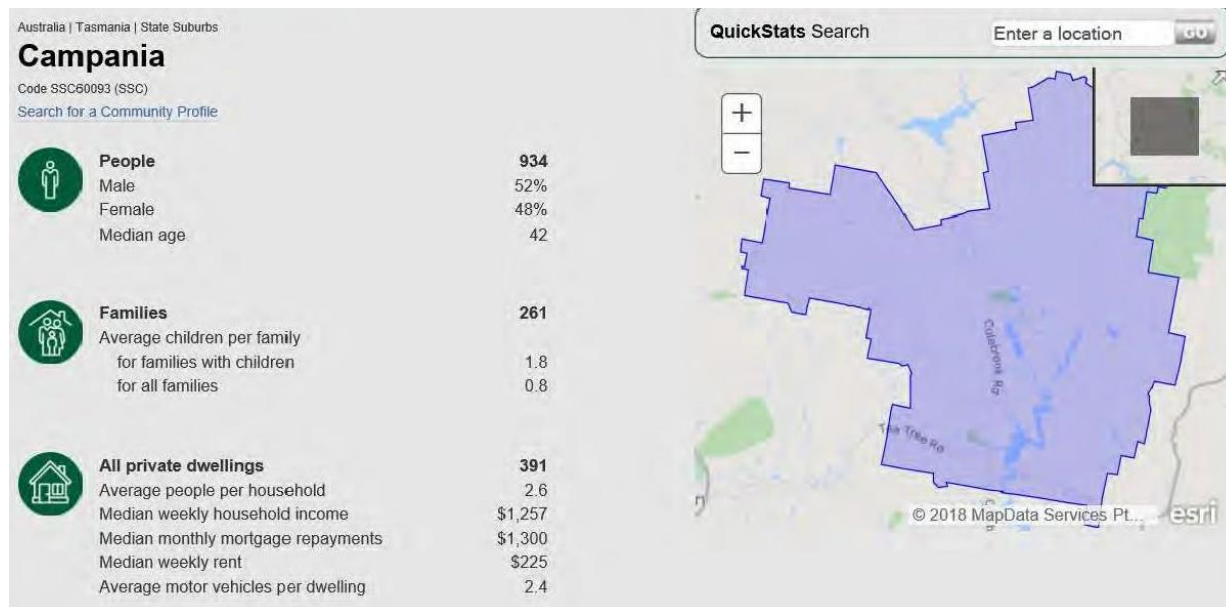 Australia | Tasmania | State Suburbs
Campania
Code SSC60093 (SSC)
Search for a Community Profile
People 934
Male 52%
Female 48%
Median age 42
Families 261
Average children per family
for families with children 1.8
for all families 0.8
All private dwellings 391
Average people per household 2.6
Median weekly household income $1,257
Median monthly mortgage repayments $1,300
Median weekly rent $225
Average motor vehicles per dwelling 2.4
QuickStats Search Enter a location GO
+
−
Colebrook Rd
Tea Tree Rd
© 2018 MapData Services Pt... esri